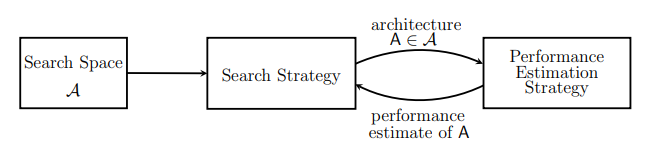 Search Space
𝒜
Search Strategy
architecture
A ∈ 𝒜
performance
estimate of A
Performance
Estimation
Strategy